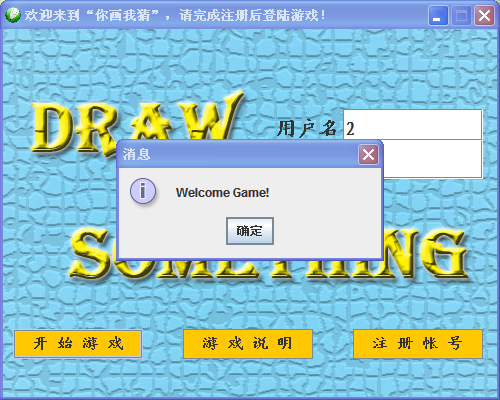 欢迎来到“你画我猜”，请完成注册后登陆游戏！
DRAW
用户名 2
消息
Welcome Game!
确定
SOMETHING
开始游戏
游戏说明
注册帐号